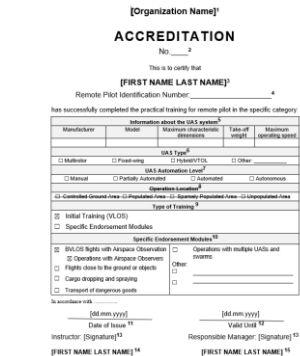 [Organization Name]¹
ACCREDITATION
No ____²
This is to certify that
[FIRST NAME LAST NAME]³
Remote Pilot Identification Number____________________⁴
has successfully completed the practical training for remote pilot in the specific category:
Information about the UAS system⁵
Manufacturer Model Maximum characteristic dimensions Take-off weight Maximum operating speed
UAS Type⁶
☐ Multirotor ☐ Fixed-wing ☐ Hybrid/VTOL ☐ Other: __________
UAS Automation Level⁷
☐ Manual ☐ Partially Automated ☐ Automated ☐ Autonomous
Operation Location⁸
☐ Controlled Ground Area ☐ Populated Area ☐ Sparsely Populated Area ☐ Unpopulated Area
Type of Training⁹
☒ Initial Training (VLOS)
☐ Specific Endorsement Modules
Specific Endorsement Modules¹⁰
☒ BVLOS flights with Airspace Observation ☐ Operations with multiple UASs and swarms
☒ Operations with Airspace Observers
☐ Flights close to the ground or objects
Other:
☐ Cargo dropping and spraying ☐
☐ Transport of dangerous goods ☐
In accordance with ..............
[dd.mm.yyyy] [dd.mm.yyyy]
Date of Issue ¹¹ Valid Until ¹²
Instructor: [Signature]¹³ Responsible Manager: [Signature]¹³
[FIRST NAME LAST NAME] ¹⁴ [FIRST NAME LAST NAME] ¹⁵